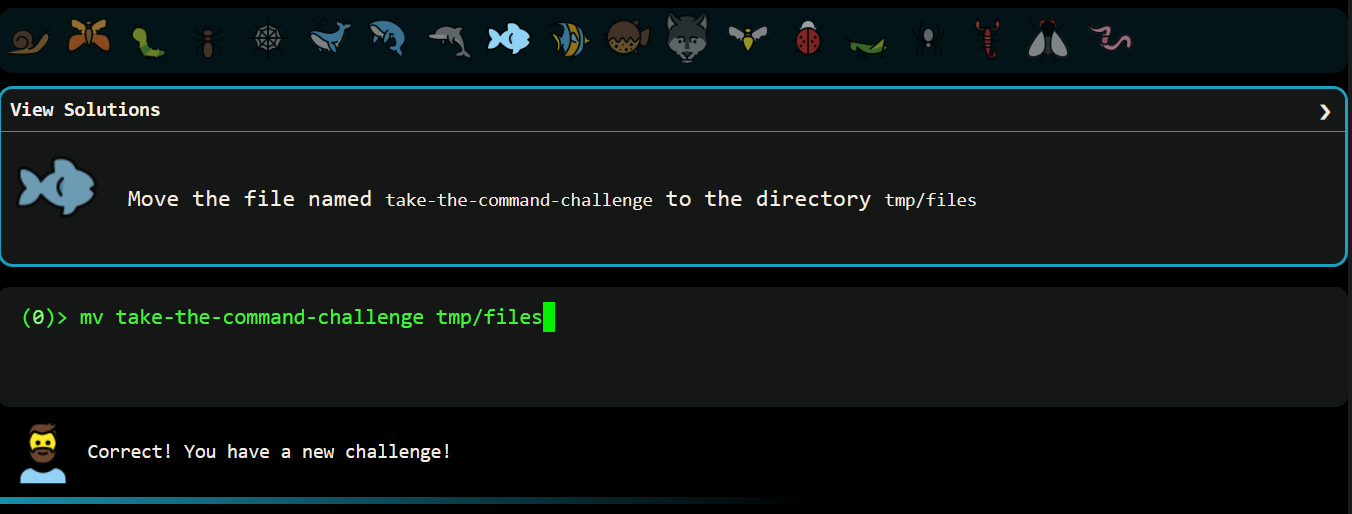 View Solutions
Move the file named take-the-command-challenge to the directory tmp/files
(0)> mv take-the-command-challenge tmp/files
Correct! You have a new challenge!